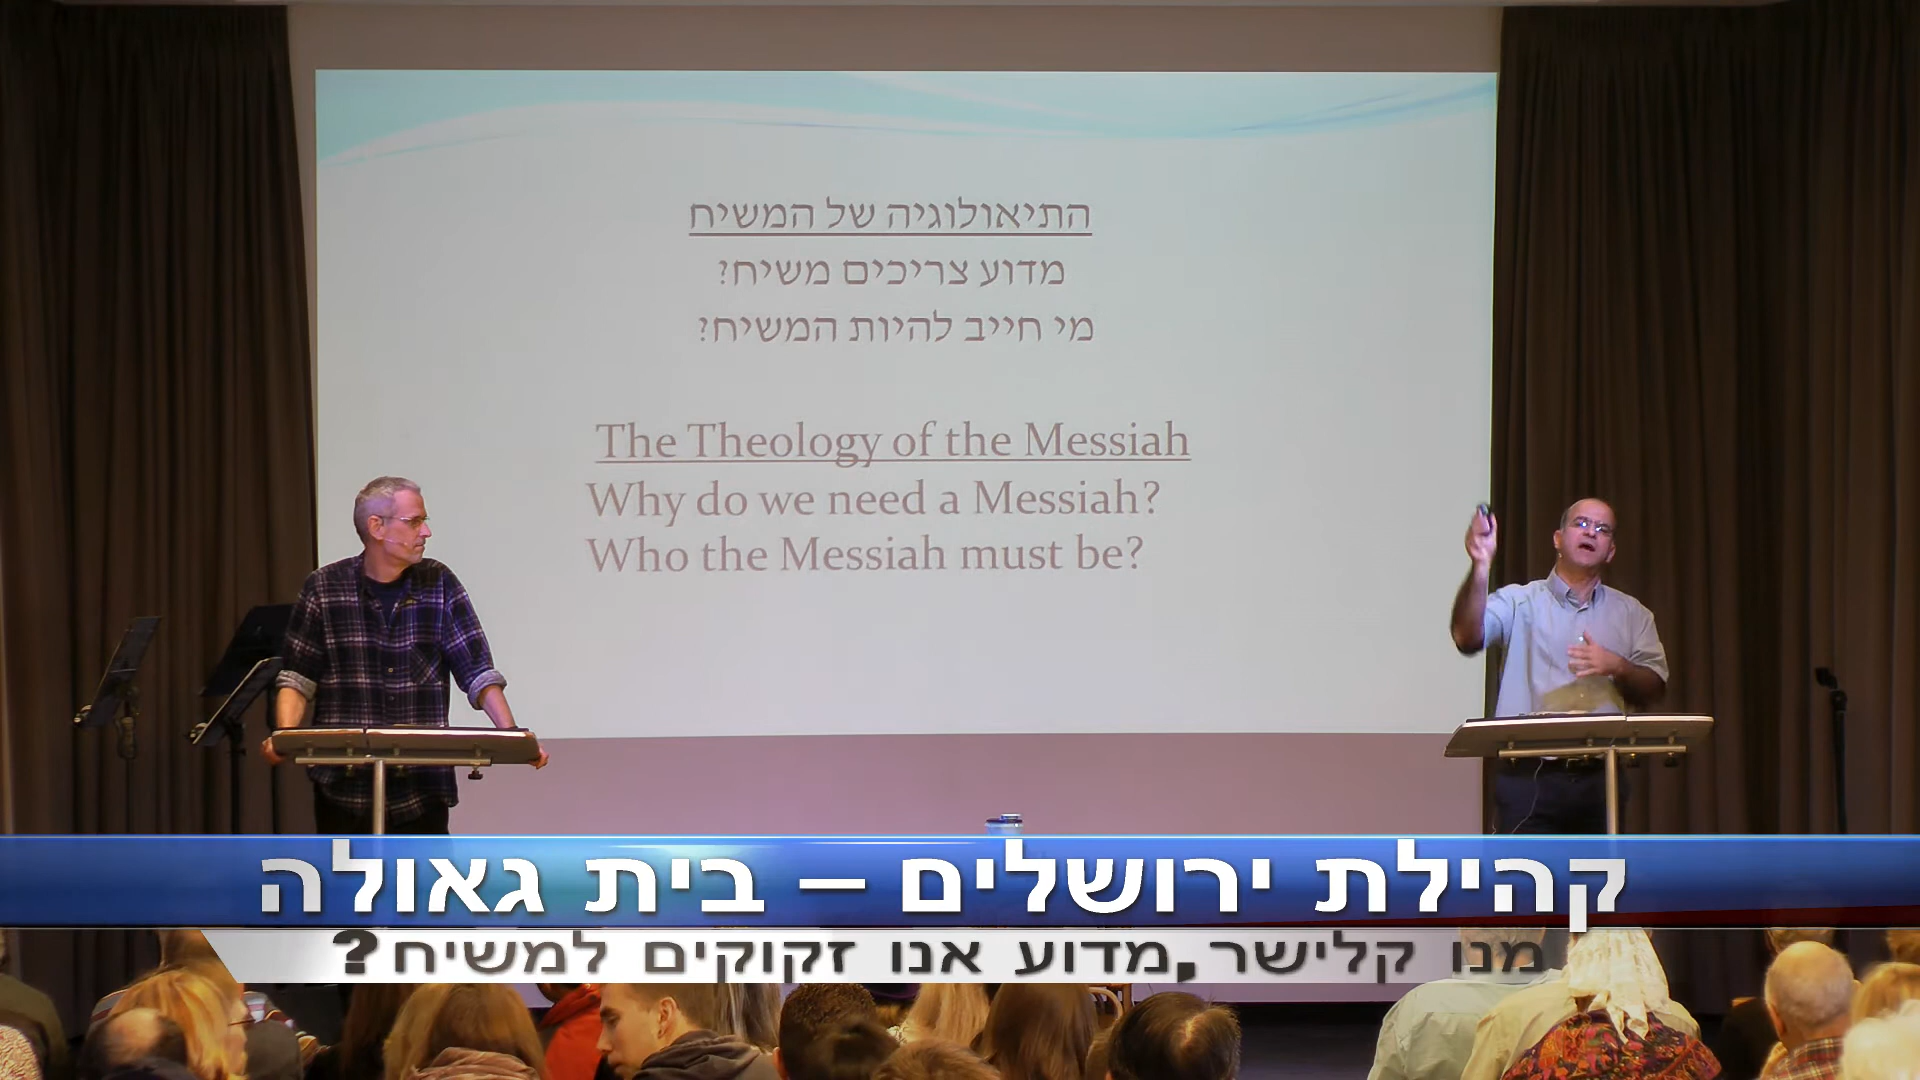 התיאולוגיה של המשיח
מדוע צריכים משיח?
מי חייב להיות המשיח?
The Theology of the Messiah
Why do we need a Messiah?
Who the Messiah must be?
קהילת ירושלים – בית גאולה
מנו קלישר, מדוע אנו זקוקים למשיח?